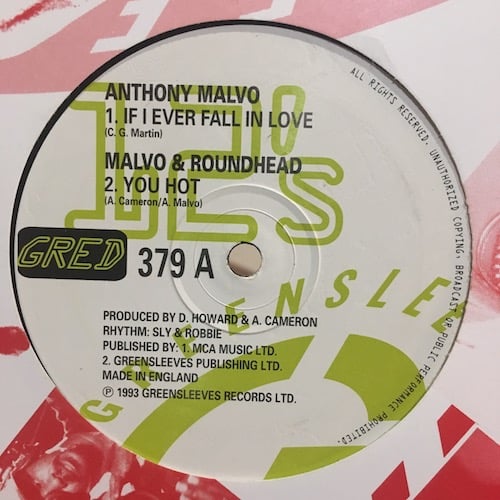 12's
ANTHONY MALVO
1. IF I EVER FALL IN LOVE
(C. G. Martin)
MALVO & ROUNDHEAD
2. YOU HOT
(A. Cameron/A. Malvo)
GRED 379 A
PRODUCED BY D. HOWARD & A. CAMERON
RHYTHM: SLY & ROBBIE
PUBLISHED BY: 1. MCA MUSIC LTD.
2. GREENSLEEVES PUBLISHING LTD.
MADE IN ENGLAND
℗ 1993 GREENSLEEVES RECORDS LTD.
GREENSLEE
ALL RIGHTS RESERVED. UNAUTHORIZED COPYING, BROADCAST OR PUBLIC PERFORMANCE PROHIBITED.